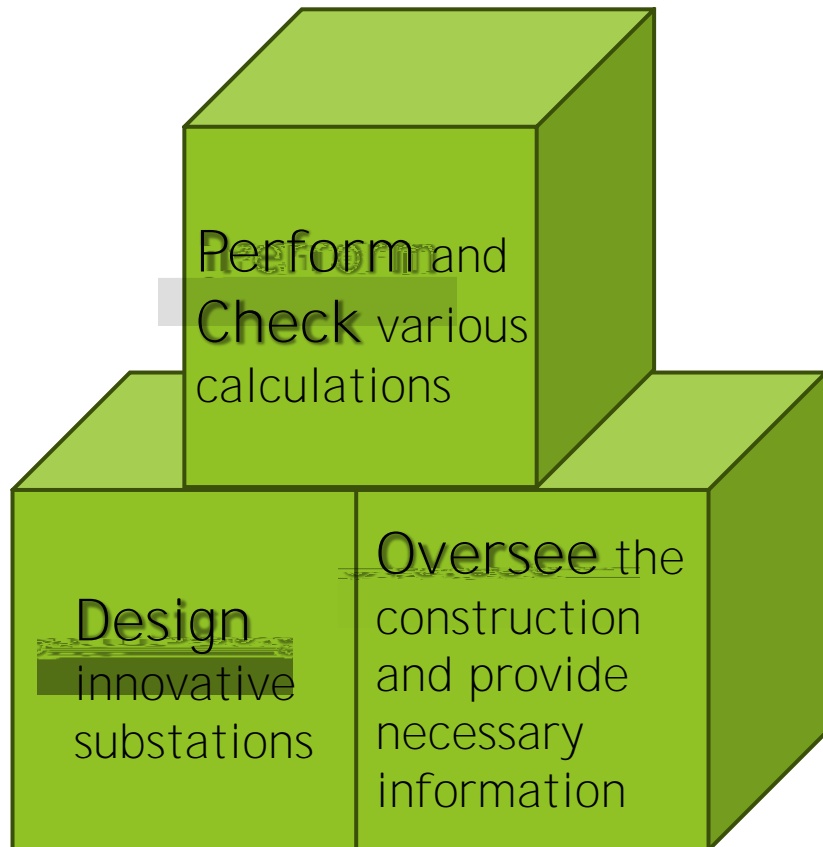 Perform and
Check various
calculations
Design
innovative
substations
Oversee the
construction
and provide
necessary
information